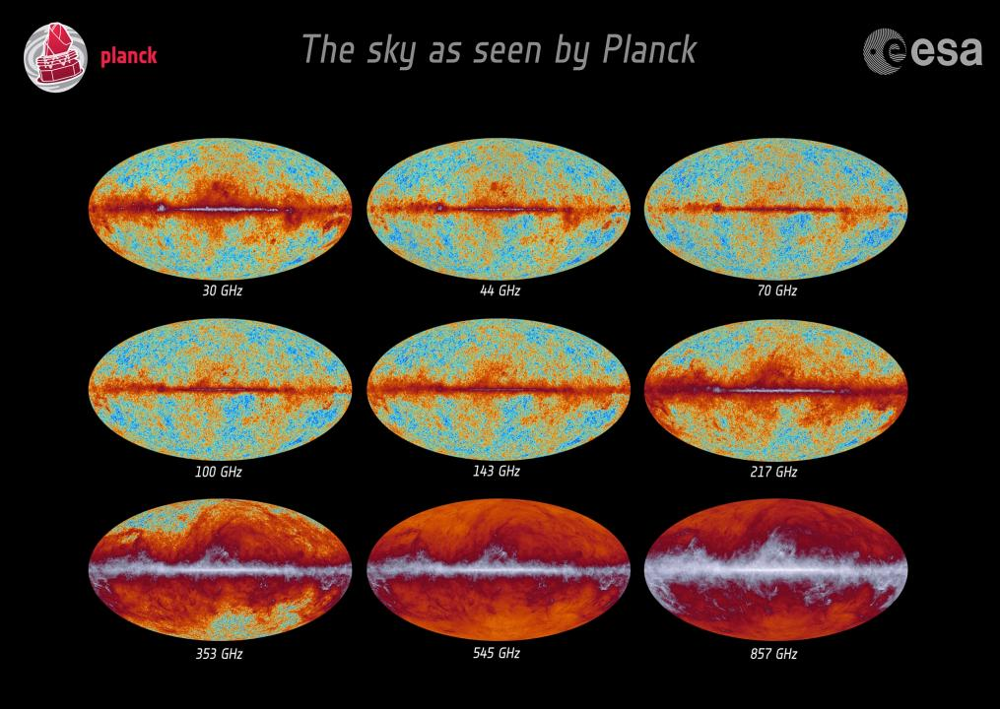 planck
The sky as seen by Planck
esa
30 GHz
44 GHz
70 GHz
100 GHz
143 GHz
217 GHz
353 GHz
545 GHz
857 GHz